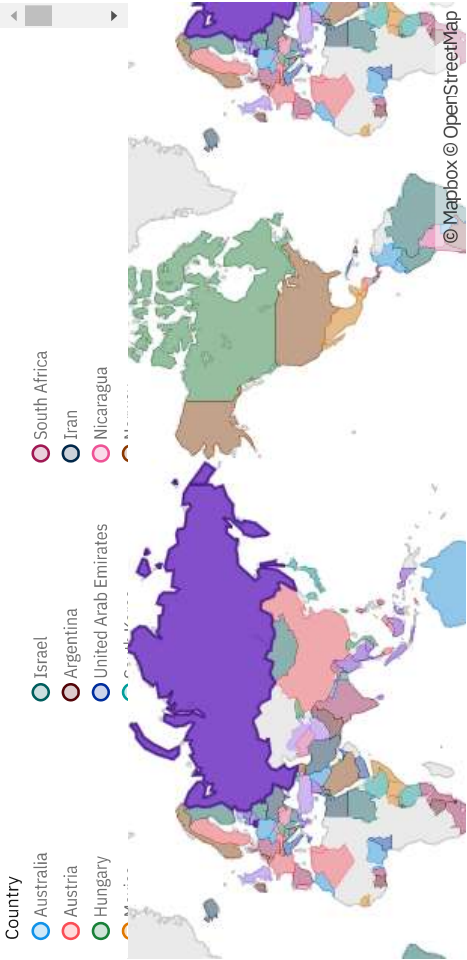 Country
Australia
Israel
South Africa
Austria
Argentina
Iran
Hungary
United Arab Emirates
Nicaragua
© Mapbox © OpenStreetMap